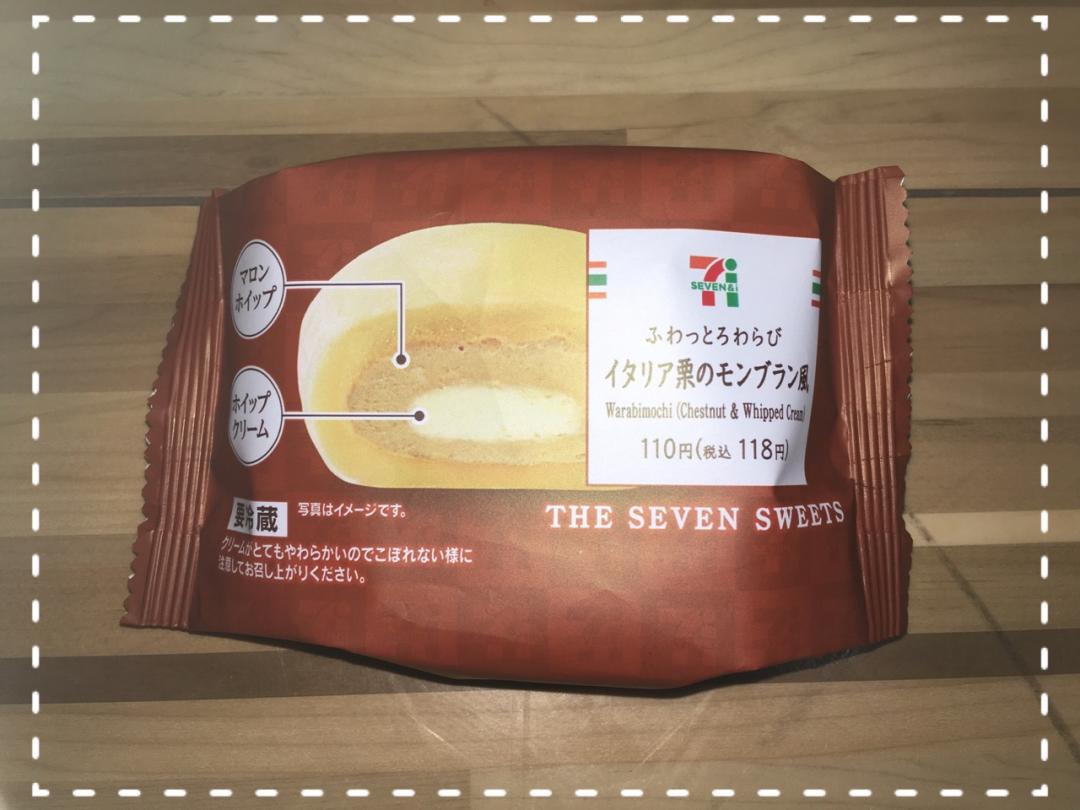 マロン
ホイップ
ホイップ
クリーム
SEVEN&i
ふわっとろわらび
イタリア栗のモンブラン風
Warabimochi (Chestnut & Whipped Cream)
110円(税込 118円)
要冷蔵 写真はイメージです。
THE SEVEN SWEETS
クリームがとてもやわらかいのでこぼれない様に
注意してお召し上がりください。